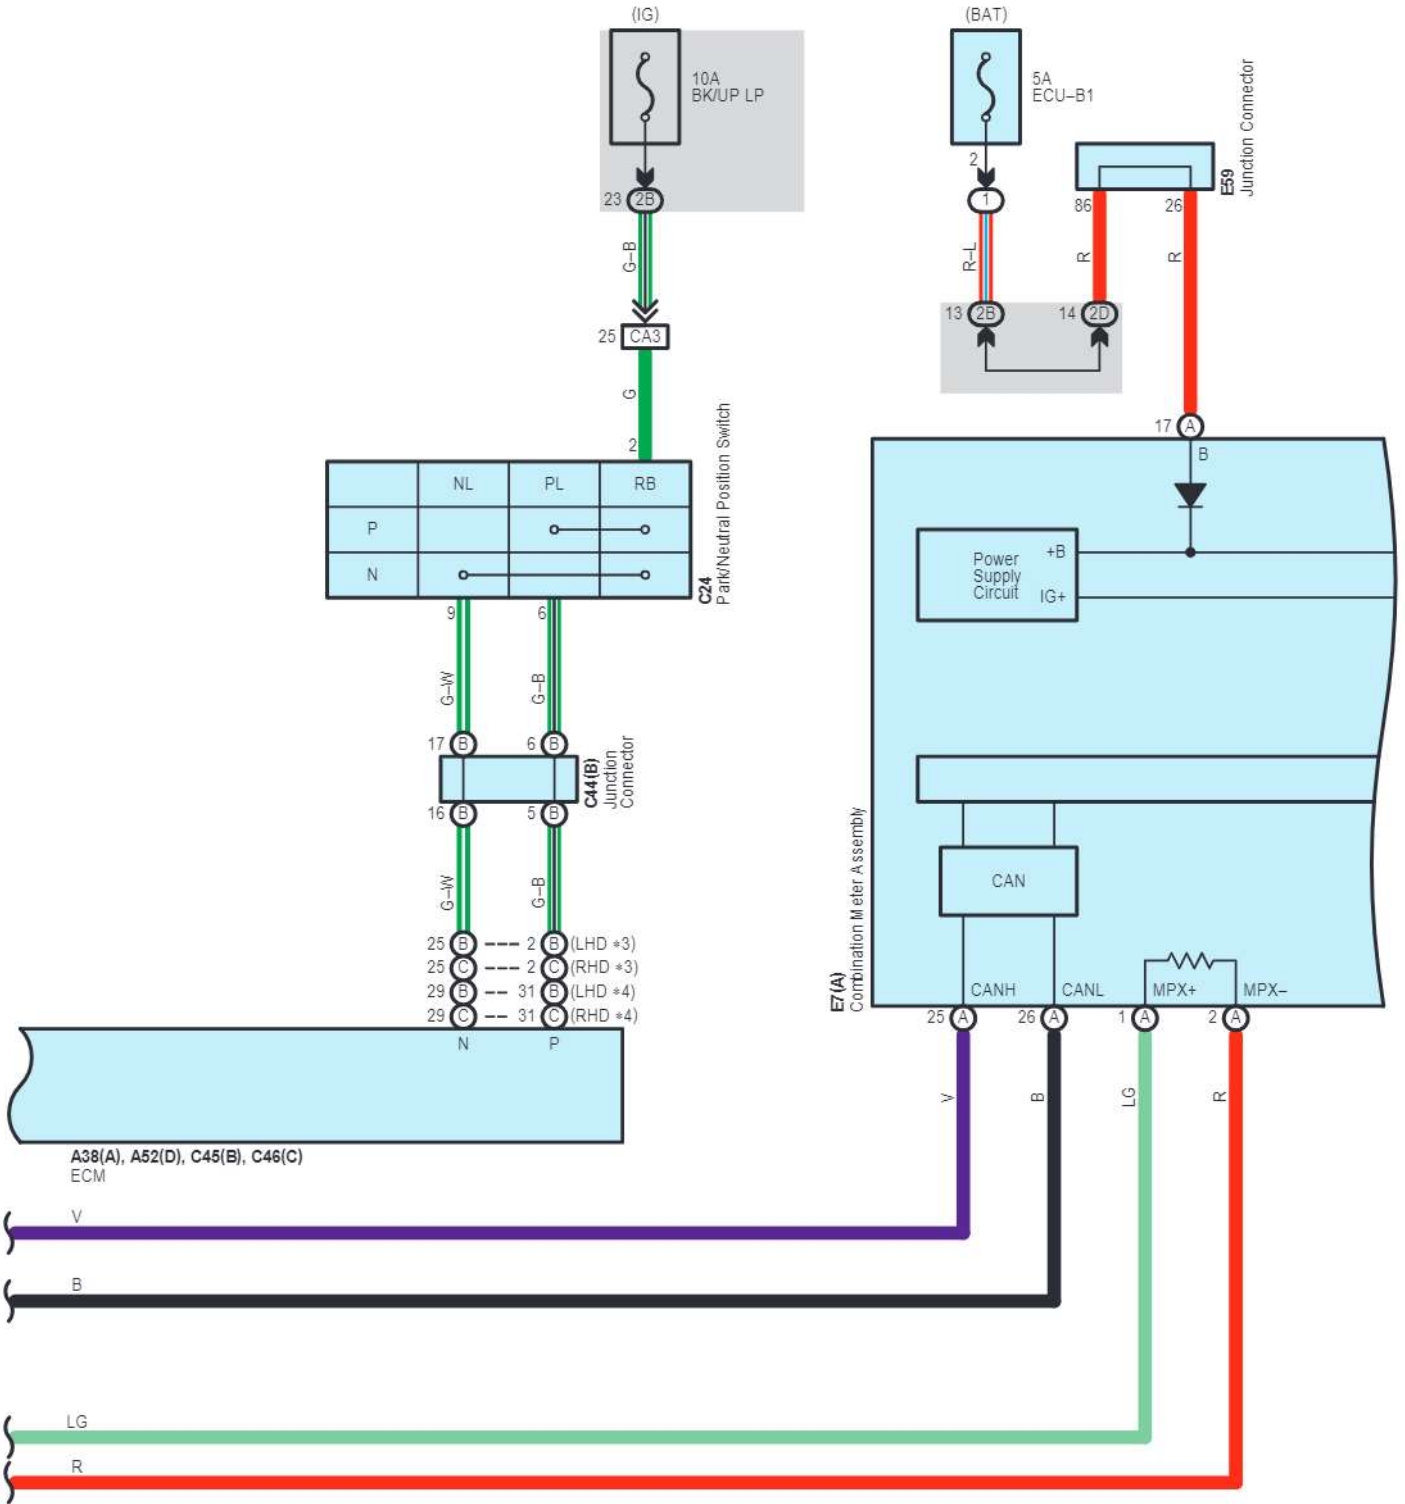 (IG)
(BAT)
10A
BK/UP LP
5A
ECU–B1
E59
Junction Connector
2
23 2B
1
86
26
G–B
R–L
R
R
13 2B
14 2D
25 CA3
G
2
17 A
B
NL PL RB
P
N
C24
Park/Neutral Position Switch
Power
Supply
Circuit
+B
IG+
9
6
G–W
G–B
17 B
6 B
C44(B)
Junction
Connector
16 B
5 B
G–W
G–B
CAN
25 B --- 2 B (LHD *3)
25 C --- 2 C (RHD *3)
29 B -- 31 B (LHD *4)
29 C -- 31 C (RHD *4)
N P
E7(A)
Combination Meter Assembly
CANH CANL MPX+ MPX–
25 A
26 A
1 A
2 A
V
B
LG
R
A38(A), A52(D), C45(B), C46(C)
ECM
V
B
LG
R